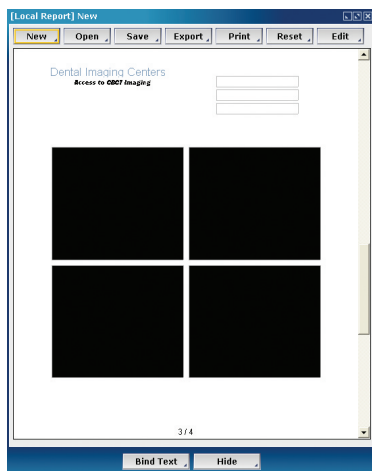 [Local Report] New
New Open Save Export Print Reset Edit
Dental Imaging Centers
Access to CBCT Imaging
3 / 4
Bind Text Hide